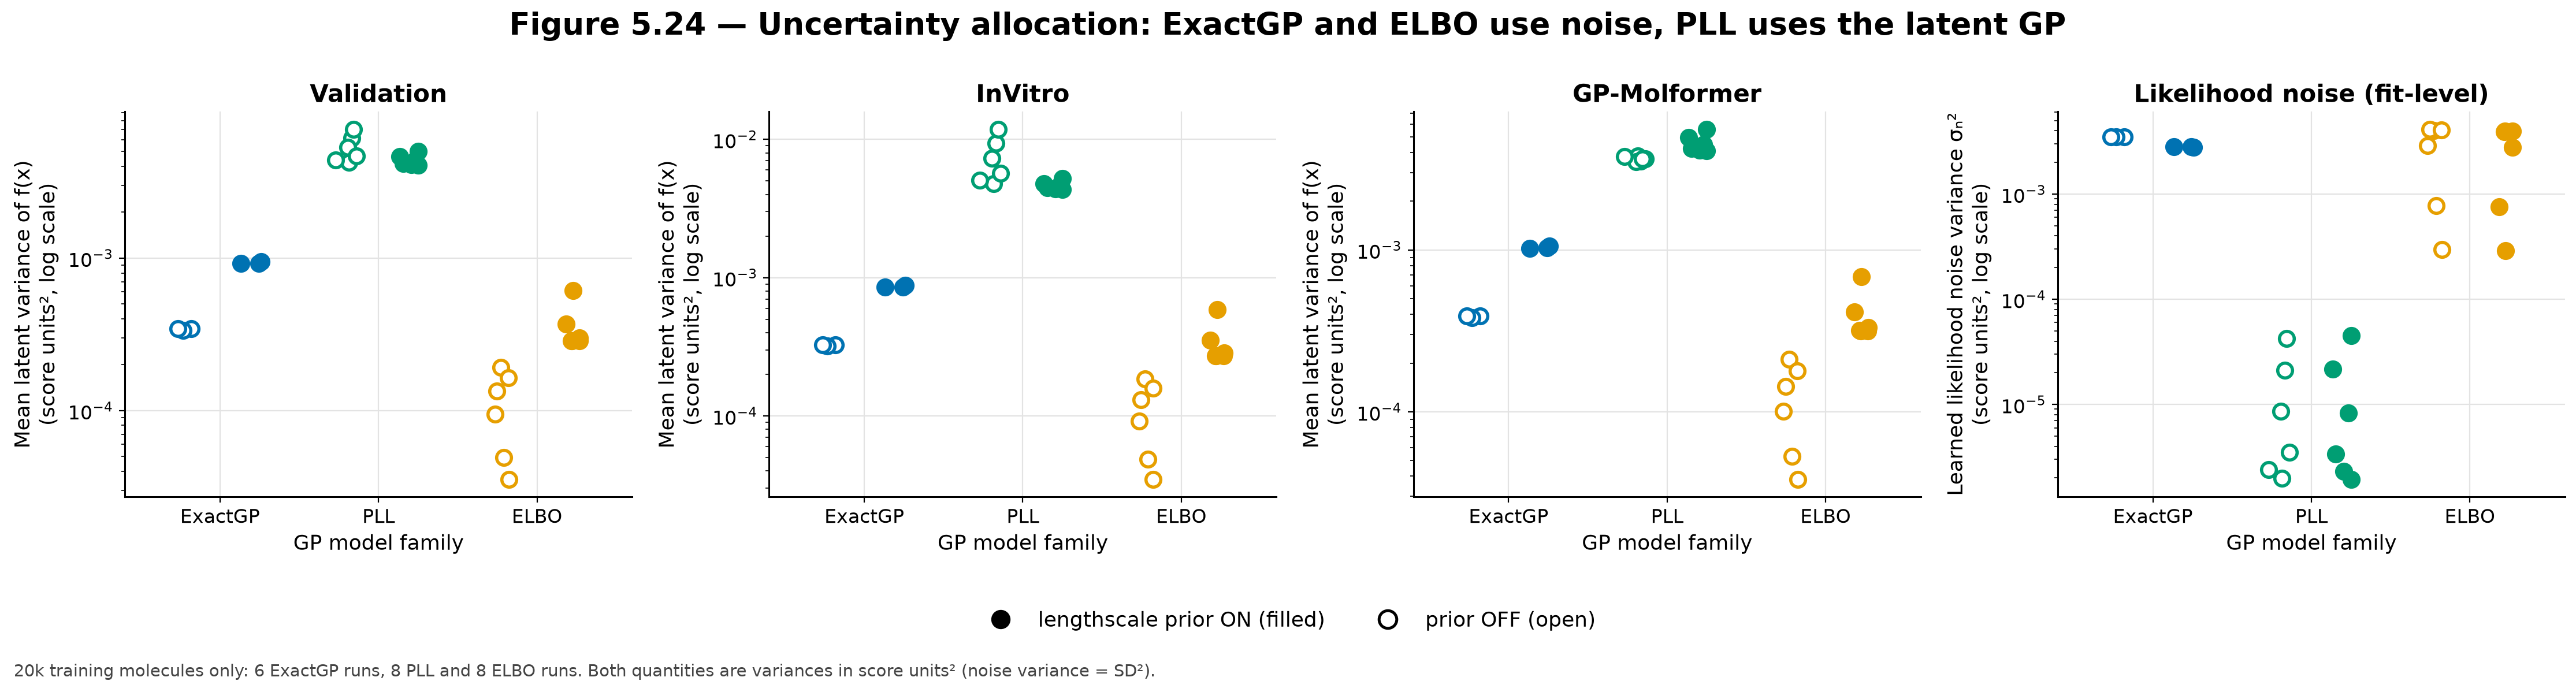 Figure 5.24 — Uncertainty allocation: ExactGP and ELBO use noise, PLL uses the latent GP
Validation
Mean latent variance of f(x)
(score units², log scale)
10⁻³
10⁻⁴
ExactGP PLL ELBO
GP model family
InVitro
Mean latent variance of f(x)
(score units², log scale)
10⁻²
10⁻³
10⁻⁴
ExactGP PLL ELBO
GP model family
GP-Molformer
Mean latent variance of f(x)
(score units², log scale)
10⁻³
10⁻⁴
ExactGP PLL ELBO
GP model family
Likelihood noise (fit-level)
Learned likelihood noise variance σₙ²
(score units², log scale)
10⁻³
10⁻⁴
10⁻⁵
ExactGP PLL ELBO
GP model family
lengthscale prior ON (filled)
prior OFF (open)
20k training molecules only: 6 ExactGP runs, 8 PLL and 8 ELBO runs. Both quantities are variances in score units² (noise variance = SD²).